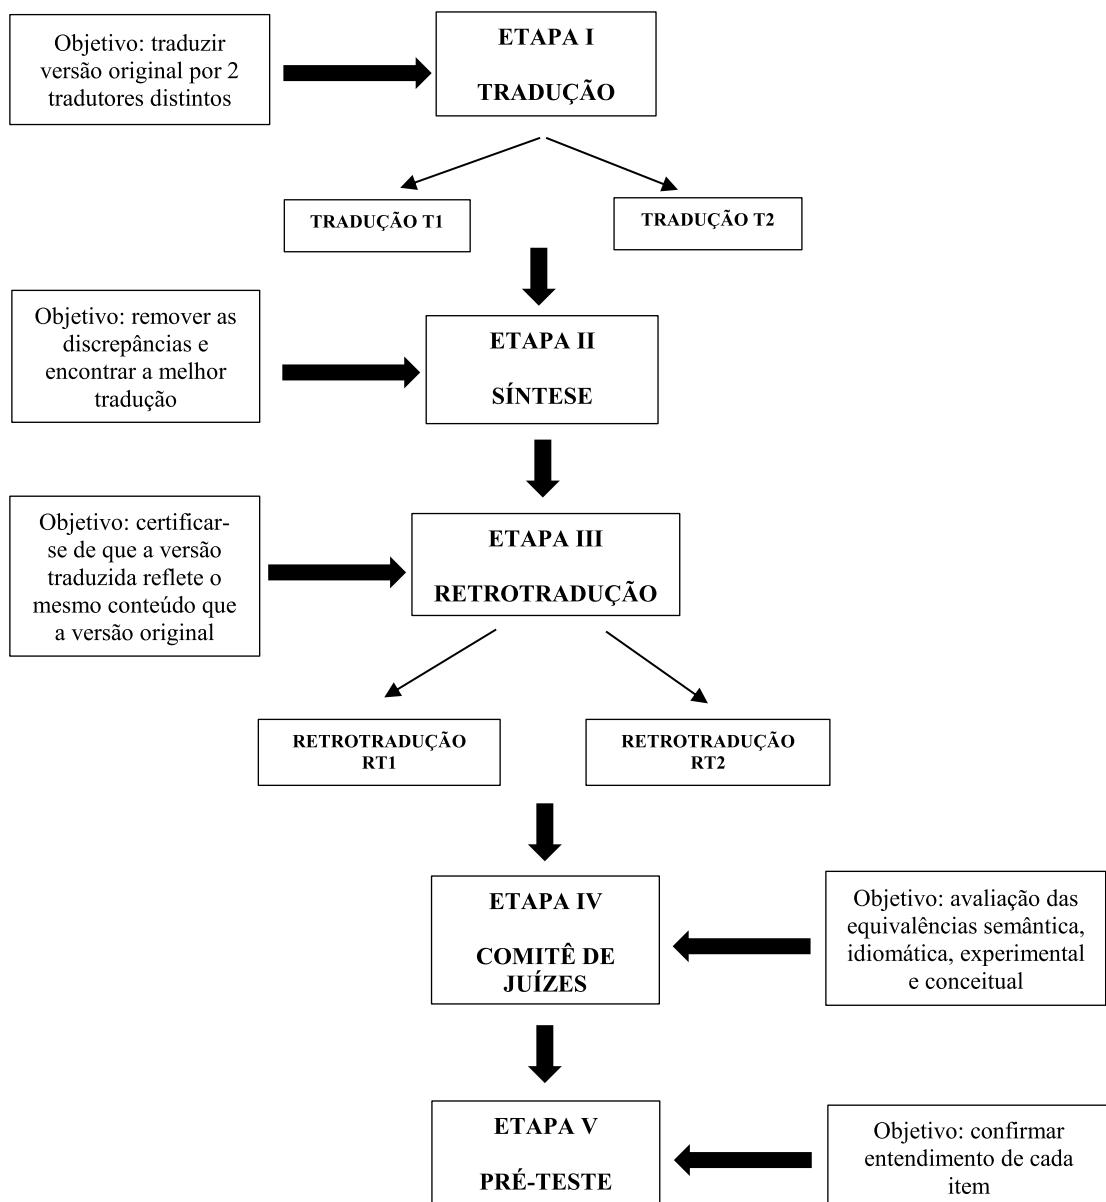 Objetivo: traduzir
versão original por 2
tradutores distintos
ETAPA I
TRADUÇÃO
TRADUÇÃO T1
TRADUÇÃO T2
Objetivo: remover as
discrepâncias e
encontrar a melhor
tradução
ETAPA II
SÍNTESE
Objetivo: certificar-
se de que a versão
traduzida reflete o
mesmo conteúdo que
a versão original
ETAPA III
RETROTRADUÇÃO
RETROTRADUÇÃO
RT1
RETROTRADUÇÃO
RT2
ETAPA IV
COMITÊ DE
JUÍZES
Objetivo: avaliação das
equivalências semântica,
idiomática, experimental
e conceitual
ETAPA V
PRÉ-TESTE
Objetivo: confirmar
entendimento de cada
item